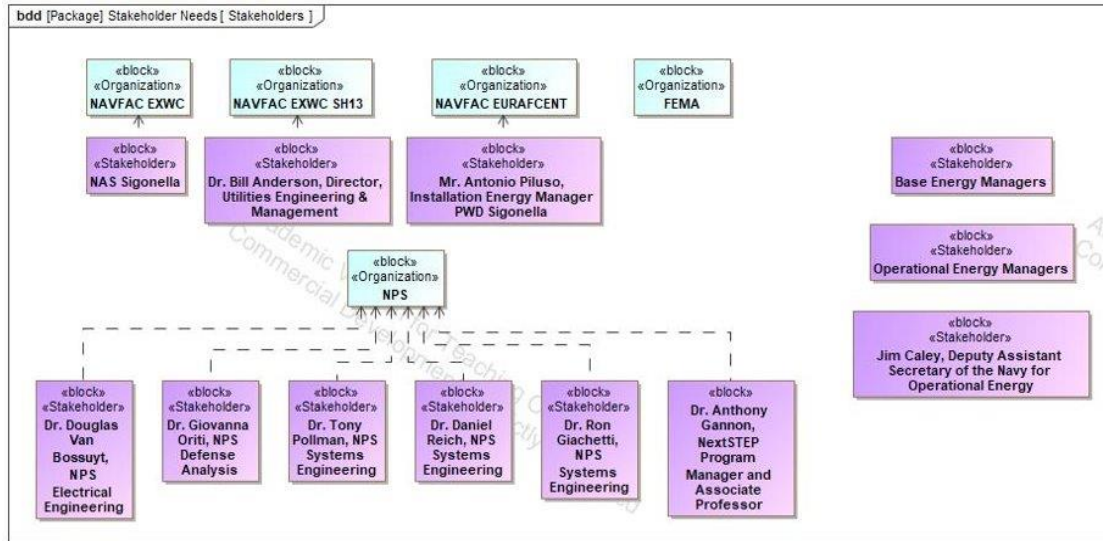 bdd [Package] Stakeholder Needs [ Stakeholders ]
«block»
«Organization»
NAVFAC EXWC
«block»
«Organization»
NAVFAC EXWC SH13
«block»
«Organization»
NAVFAC EURAFCENT
«block»
«Organization»
FEMA
«block»
«Stakeholder»
NAS Sigonella
«block»
«Stakeholder»
Dr. Bill Anderson, Director,
Utilities Engineering &
Management
«block»
«Stakeholder»
Mr. Antonio Piluso,
Installation Energy Manager
PWD Sigonella
«block»
«Stakeholder»
Base Energy Managers
«block»
«Stakeholder»
Operational Energy Managers
«block»
«Organization»
NPS
«block»
«Stakeholder»
Jim Caley, Deputy Assistant
Secretary of the Navy for
Operational Energy
«block»
«Stakeholder»
Dr. Douglas
Van
Bossuyt,
NPS
Electrical
Engineering
«block»
«Stakeholder»
Dr. Giovanna
Oriti, NPS
Defense
Analysis
«block»
«Stakeholder»
Dr. Tony
Pollman, NPS
Systems
Engineering
«block»
«Stakeholder»
Dr. Daniel
Reich, NPS
Systems
Engineering
«block»
«Stakeholder»
Dr. Ron
Giachetti,
NPS
Systems
Engineering
«block»
«Stakeholder»
Dr. Anthony
Gannon,
NextSTEP
Program
Manager and
Associate
Professor
for Teaching
Commercial